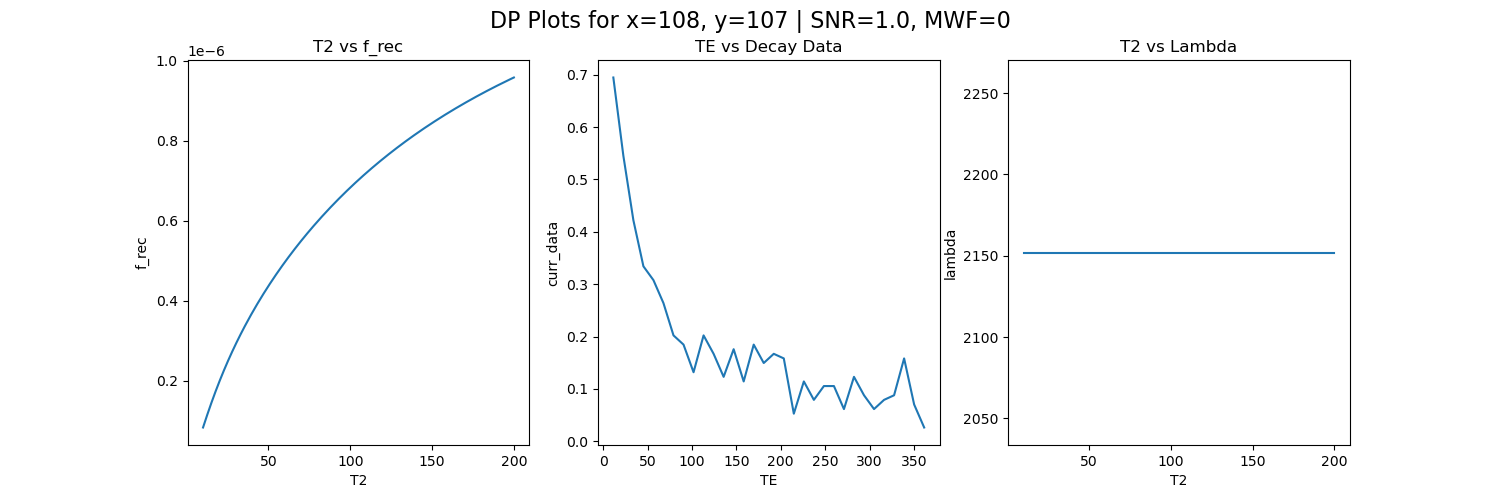 DP Plots for x=108, y=107 | SNR=1.0, MWF=0
T2 vs f_rec
1e−6
1.0
0.8
0.6
0.4
0.2
f_rec
50 100 150 200
T2
TE vs Decay Data
0.7
0.6
0.5
0.4
0.3
0.2
0.1
0.0
curr_data
0 50 100 150 200 250 300 350
TE
T2 vs Lambda
2250
2200
2150
2100
2050
lambda
50 100 150 200
T2